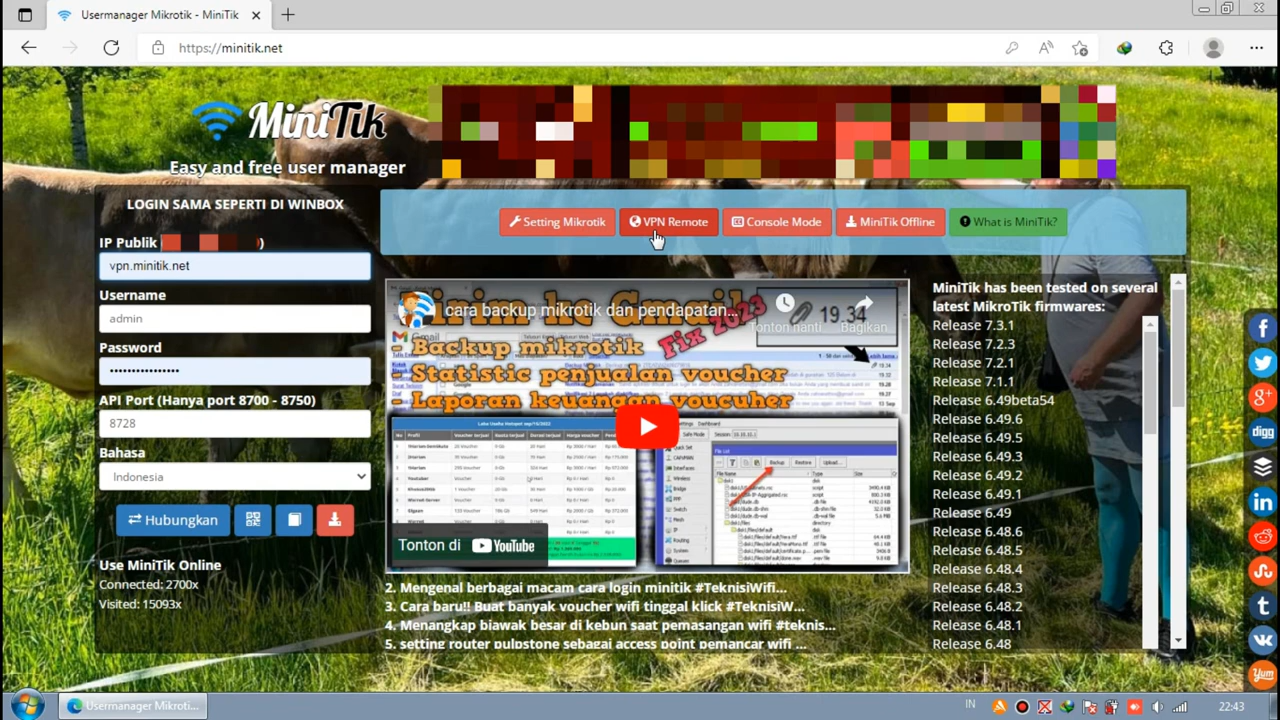 Usermanager Mikrotik - MiniTik
https://minitik.net
MiniTik
Easy and free user manager
LOGIN SAMA SEPERTI DI WINBOX
IP Publik
)
vpn.minitik.net
Username
admin
Password
•••••••••••••••
API Port (Hanya port 8700 - 8750)
8728
Bahasa
Indonesia
Hubungkan
Use MiniTik Online
Connected: 2700x
Visited: 15093x
Setting Mikrotik
VPN Remote
Console Mode
MiniTik Offline
What is MiniTik?
Kirim ke Gmail
cara backup mikrotik dan pendapatan...
19.34
Tonton nanti
Bagikan
Fix 2023
- Backup mikrotik
- Statistic penjualan voucher
- Laporan keuangan voucuher
Tonton di YouTube
2. Mengenal berbagai macam cara login minitik #TeknisiWifi...
3. Cara baru!! Buat banyak voucher wifi tinggal klick #TeknisiW...
4. Menangkap biawak besar di kebun saat pemasangan wifi #teknis...
5. setting router pulpstone sebagai access point pemancar wifi ...
MiniTik has been tested on several
latest MikroTik firmwares:
Release 7.3.1
Release 7.2.3
Release 7.2.1
Release 7.1.1
Release 6.49beta54
Release 6.49.6
Release 6.49.5
Release 6.49.3
Release 6.49.2
Release 6.49.1
Release 6.49
Release 6.48.6
Release 6.48.5
Release 6.48.4
Release 6.48.3
Release 6.48.2
Release 6.48.1
Release 6.48
digg
Yum
Usermanager Mikroti...
IN
22:43